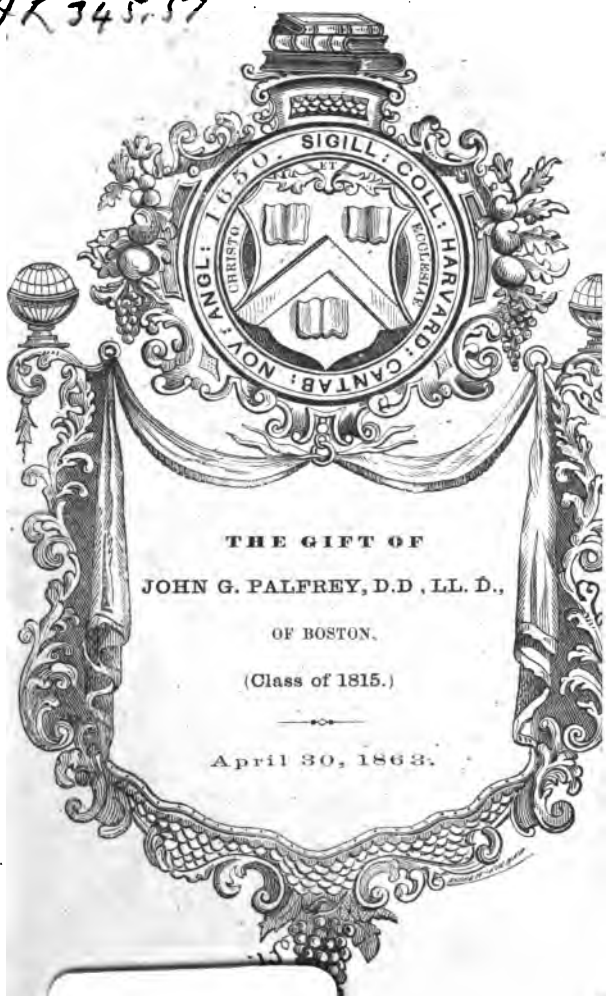 345.57
SIGILL: COLL: HARVARD: CANTAB: NOV: ANGL: 1650.
CHRISTO ET ECCLESIAE
THE GIFT OF
JOHN G. PALFREY, D.D., LL. D.,
OF BOSTON.
(Class of 1815.)
April 30, 1863.